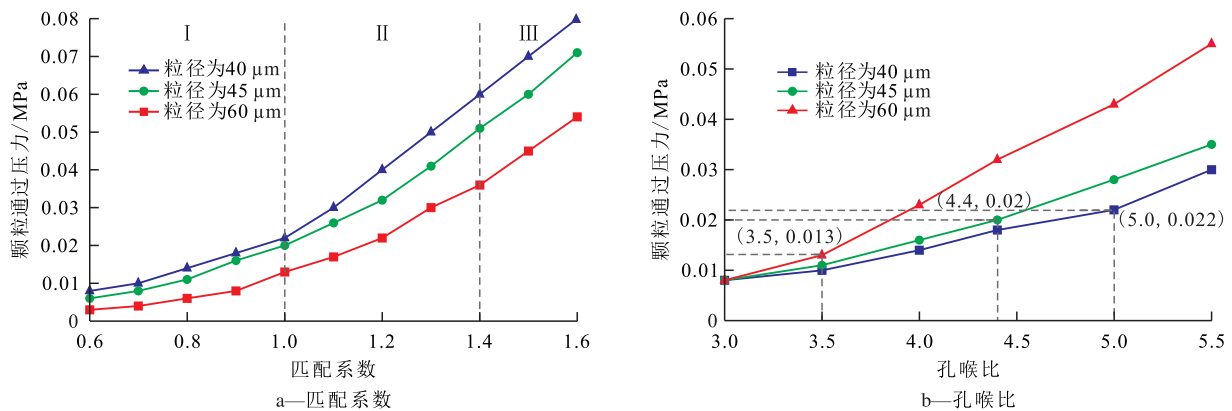 颗粒通过压力/MPa
0.08
0.07
0.06
0.05
0.04
0.03
0.02
0.01
0
Ⅰ Ⅱ Ⅲ
粒径为40 μm
粒径为45 μm
粒径为60 μm
0.6 0.8 1.0 1.2 1.4 1.6
匹配系数
a—匹配系数
颗粒通过压力/MPa
0.06
0.05
0.04
0.03
0.02
0.01
0
粒径为40 μm
粒径为45 μm
粒径为60 μm
(4.4, 0.02)
(5.0, 0.022)
(3.5, 0.013)
3.0 3.5 4.0 4.5 5.0 5.5
孔喉比
b—孔喉比